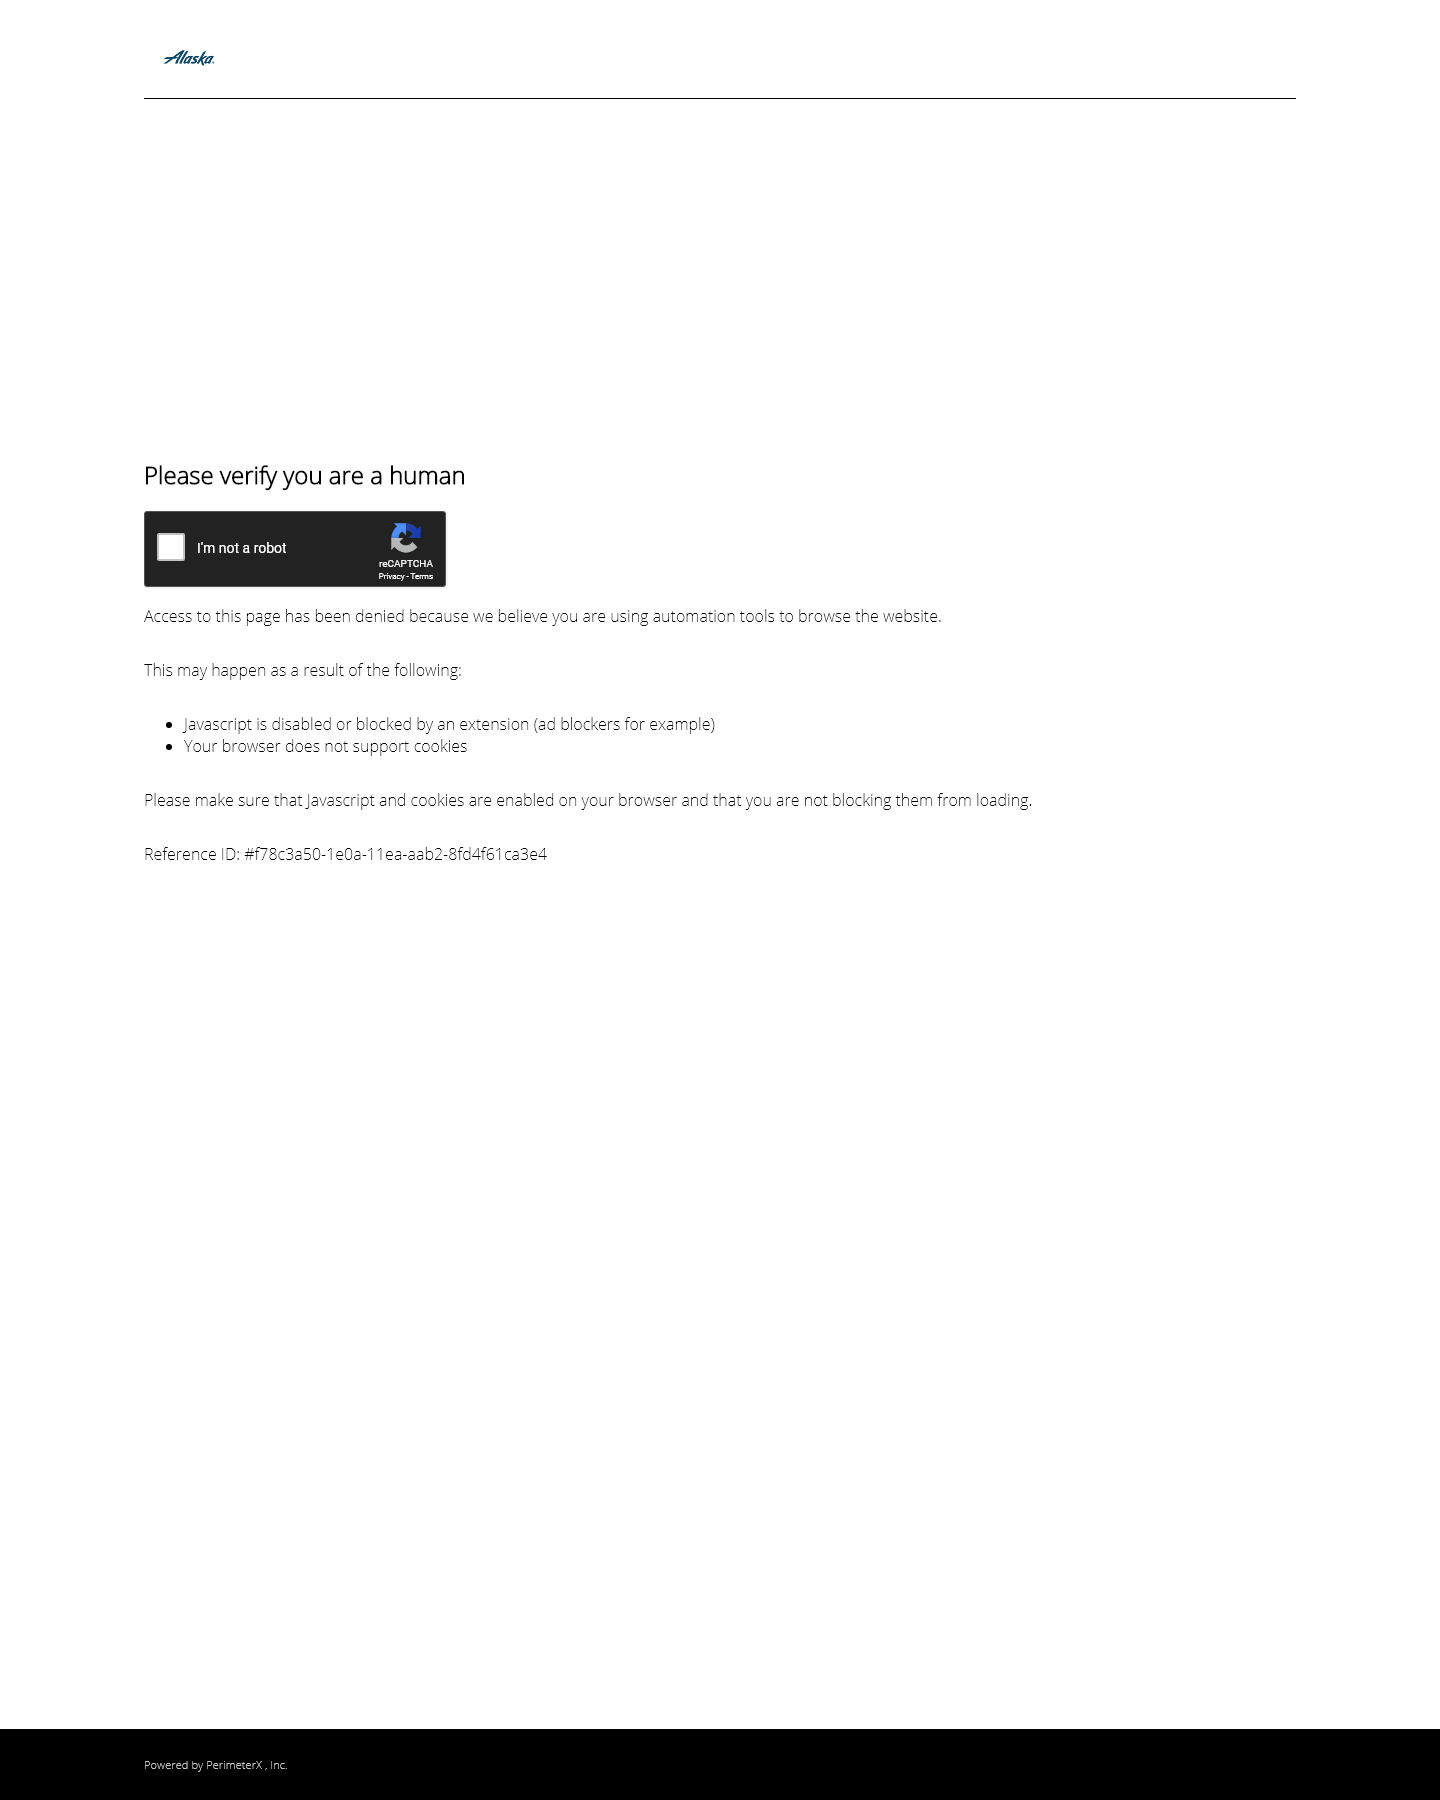 Alaska.
Please verify you are a human
I'm not a robot
reCAPTCHA
Privacy - Terms
Access to this page has been denied because we believe you are using automation tools to browse the website.
This may happen as a result of the following:
Javascript is disabled or blocked by an extension (ad blockers for example)
Your browser does not support cookies
Please make sure that Javascript and cookies are enabled on your browser and that you are not blocking them from loading.
Reference ID: #f78c3a50-1e0a-11ea-aab2-8fd4f61ca3e4
Powered by PerimeterX , Inc.